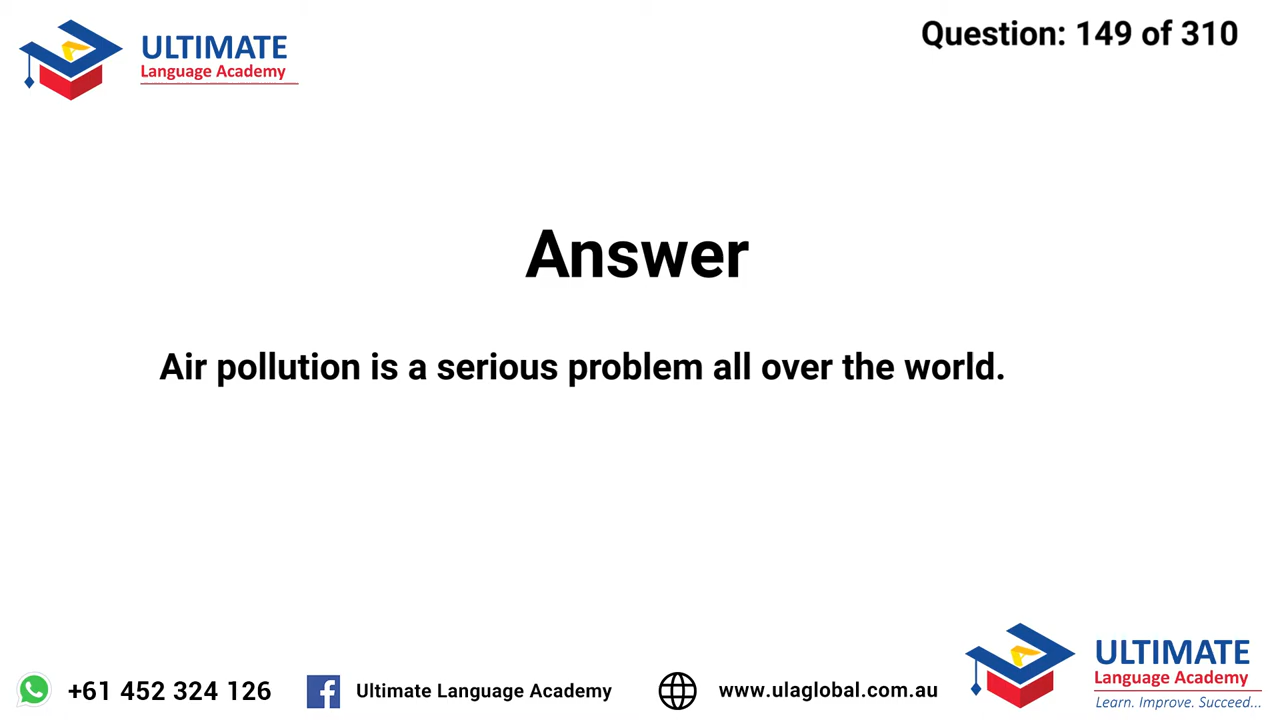 ULTIMATE
Language Academy
Question: 149 of 310
Answer
Air pollution is a serious problem all over the world.
+61 452 324 126
Ultimate Language Academy
www.ulaglobal.com.au
ULTIMATE
Language Academy
Learn. Improve. Succeed...